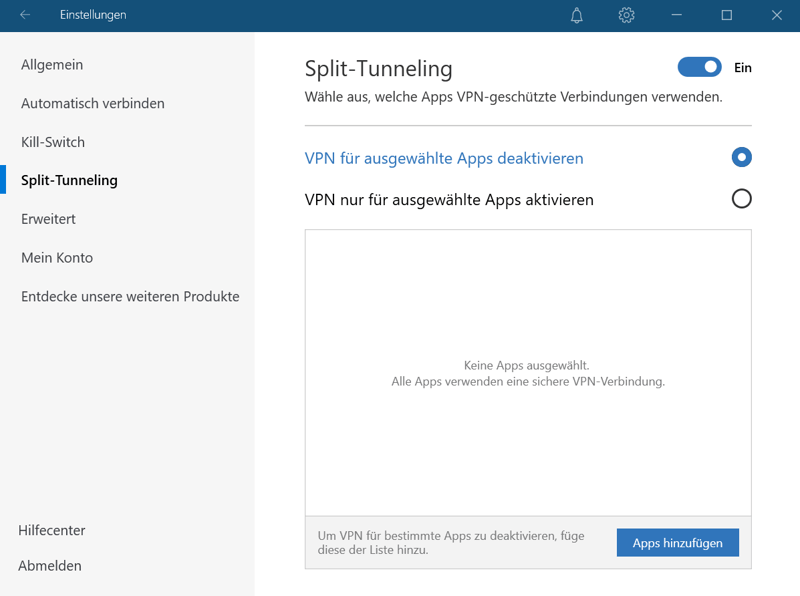 Einstellungen
Allgemein
Automatisch verbinden
Kill-Switch
Split-Tunneling
Erweitert
Mein Konto
Entdecke unsere weiteren Produkte
Hilfecenter
Abmelden
Split-Tunneling
Ein
Wähle aus, welche Apps VPN-geschützte Verbindungen verwenden.
VPN für ausgewählte Apps deaktivieren
VPN nur für ausgewählte Apps aktivieren
Keine Apps ausgewählt.
Alle Apps verwenden eine sichere VPN-Verbindung.
Um VPN für bestimmte Apps zu deaktivieren, füge
diese der Liste hinzu.
Apps hinzufügen